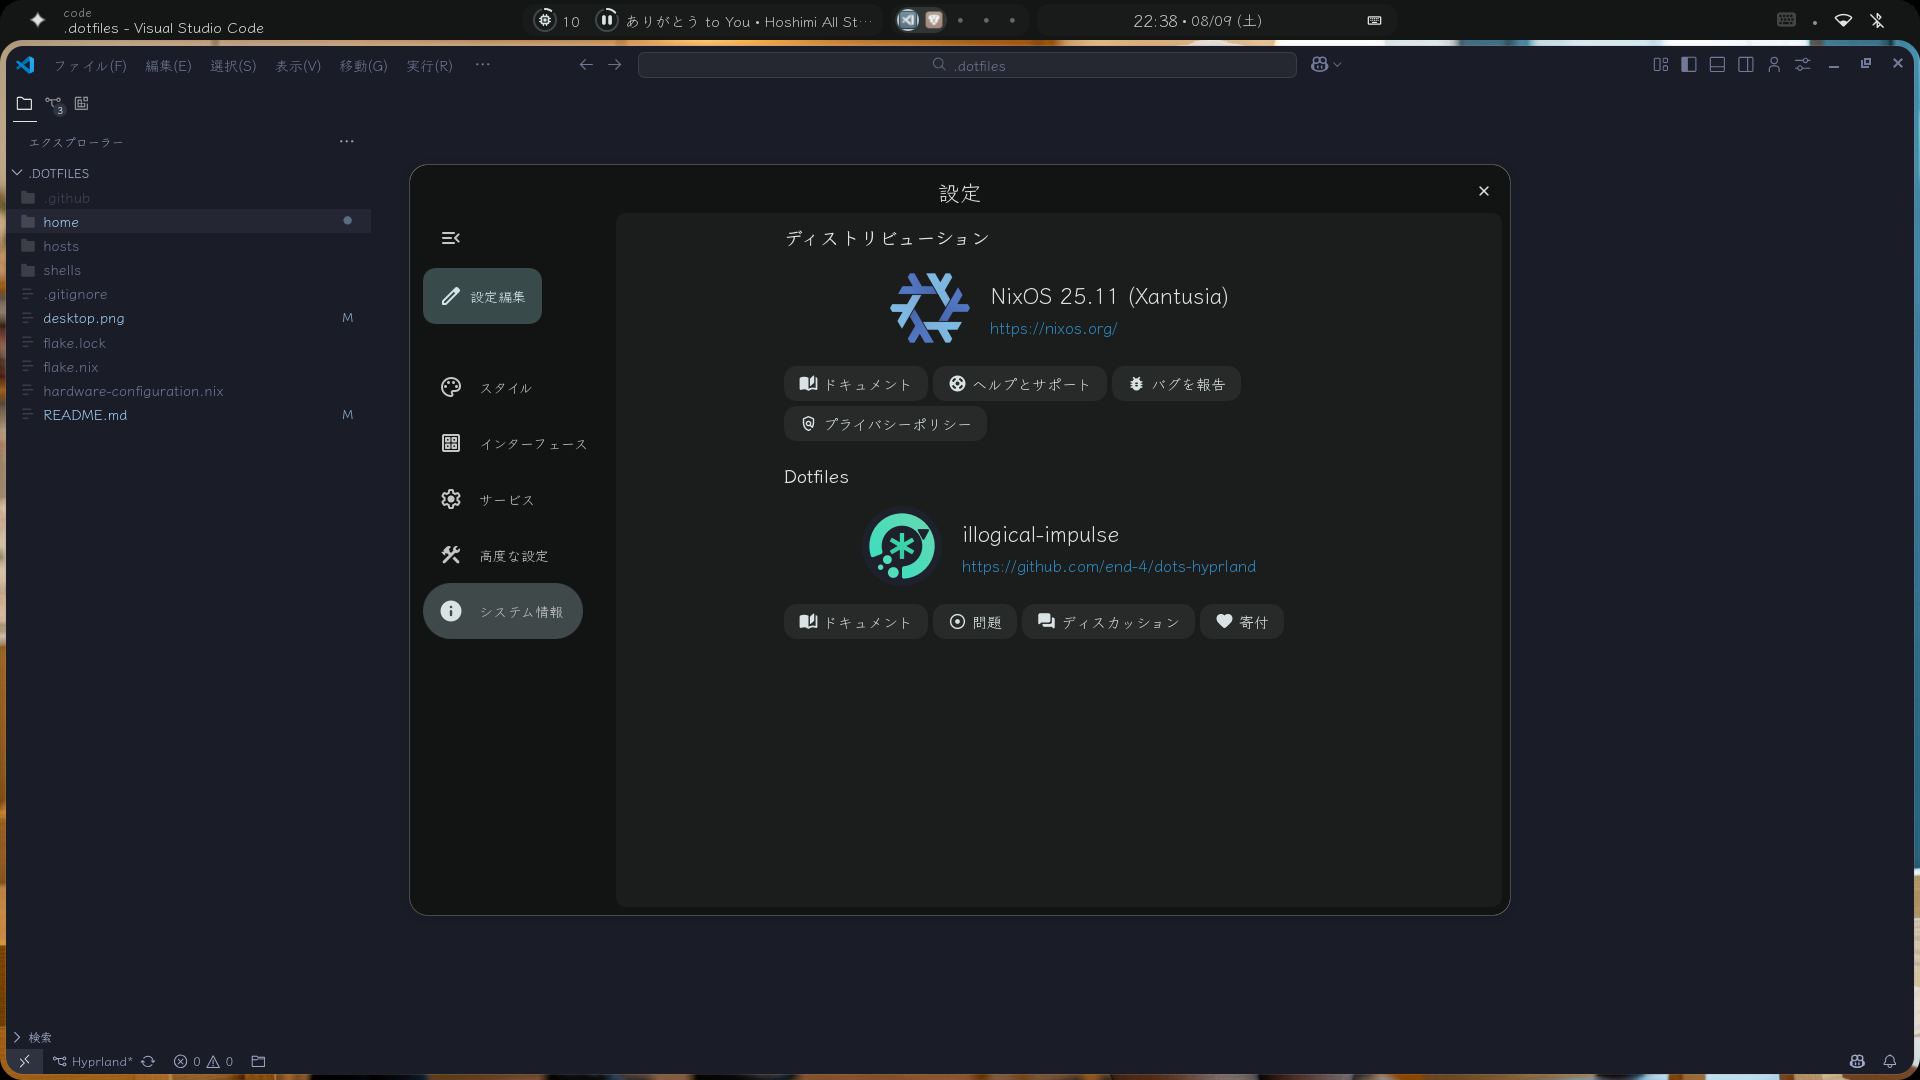 code
.dotfiles - Visual Studio Code
10
ありがとう to You • Hoshimi All St…
22:38 • 08/09 (土)
ファイル(F) 編集(E) 選択(S) 表示(V) 移動(G) 実行(R) …
.dotfiles
3
エクスプローラー
.DOTFILES
.github
home
hosts
shells
.gitignore
desktop.png M
flake.lock
flake.nix
hardware-configuration.nix
README.md M
設定
設定編集
スタイル
インターフェース
サービス
高度な設定
システム情報
ディストリビューション
NixOS 25.11 (Xantusia)
https://nixos.org/
ドキュメント ヘルプとサポート バグを報告
プライバシーポリシー
Dotfiles
illogical-impulse
https://github.com/end-4/dots-hyprland
ドキュメント 問題 ディスカッション 寄付
検索
Hyprland* 0 0